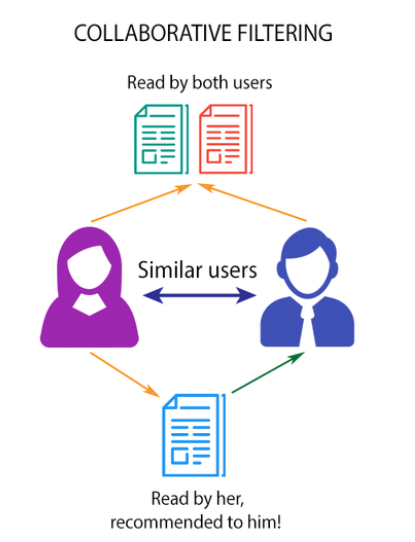 COLLABORATIVE FILTERING
Read by both users
Similar users
Read by her,
recommended to him!